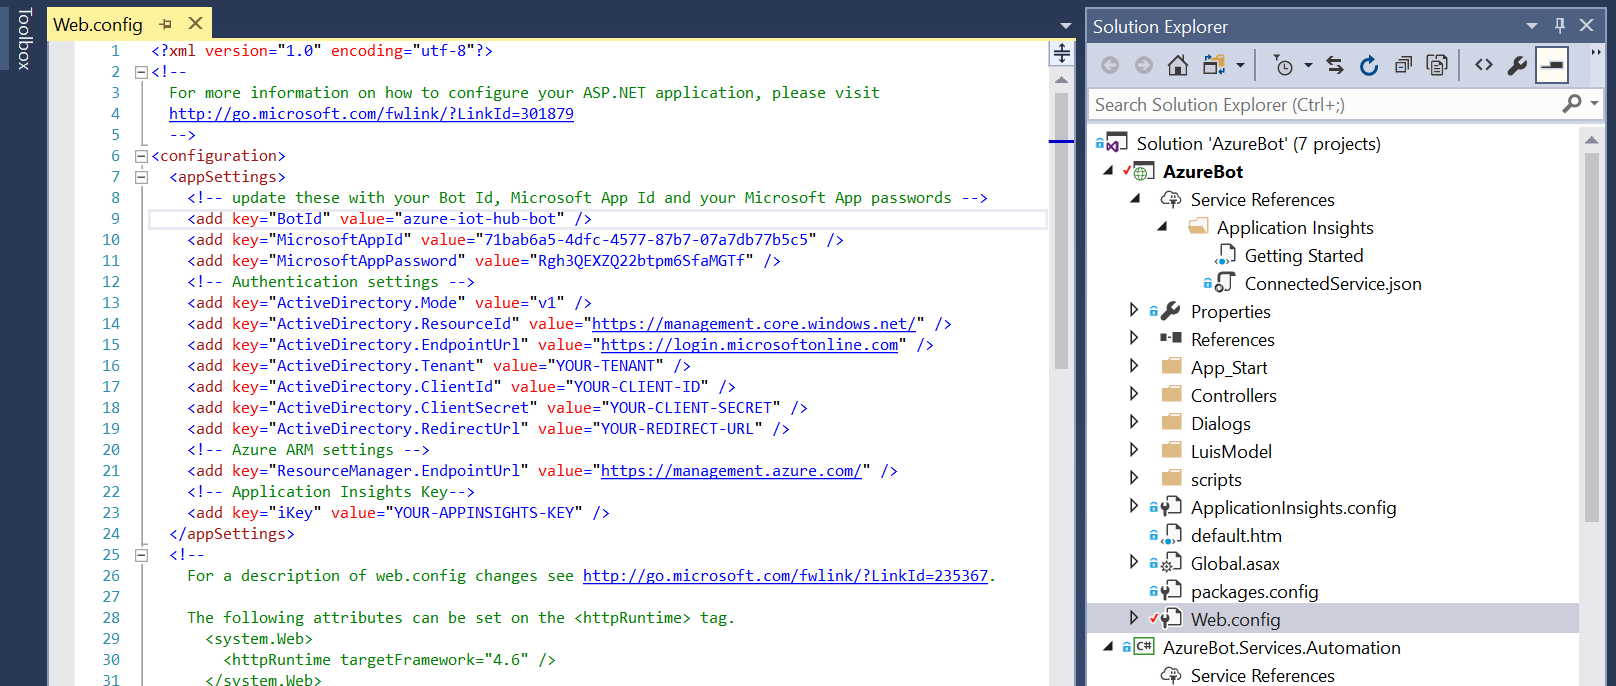 Toolbox
Web.config
1 <?xml version="1.0" encoding="utf-8"?>
2 <!--
3 For more information on how to configure your ASP.NET application, please visit
4 http://go.microsoft.com/fwlink/?LinkId=301879
5 -->
6 <configuration>
7 <appSettings>
8 <!-- update these with your Bot Id, Microsoft App Id and your Microsoft App passwords -->
9 <add key="BotId" value="azure-iot-hub-bot" />
10 <add key="MicrosoftAppId" value="71bab6a5-4dfc-4577-87b7-07a7db77b5c5" />
11 <add key="MicrosoftAppPassword" value="Rgh3QEXZQ22btpm6SfaMGTf" />
12 <!-- Authentication settings -->
13 <add key="ActiveDirectory.Mode" value="v1" />
14 <add key="ActiveDirectory.ResourceId" value="https://management.core.windows.net/" />
15 <add key="ActiveDirectory.EndpointUrl" value="https://login.microsoftonline.com" />
16 <add key="ActiveDirectory.Tenant" value="YOUR-TENANT" />
17 <add key="ActiveDirectory.ClientId" value="YOUR-CLIENT-ID" />
18 <add key="ActiveDirectory.ClientSecret" value="YOUR-CLIENT-SECRET" />
19 <add key="ActiveDirectory.RedirectUrl" value="YOUR-REDIRECT-URL" />
20 <!-- Azure ARM settings -->
21 <add key="ResourceManager.EndpointUrl" value="https://management.azure.com/" />
22 <!-- Application Insights Key-->
23 <add key="iKey" value="YOUR-APPINSIGHTS-KEY" />
24 </appSettings>
25 <!--
26 For a description of web.config changes see http://go.microsoft.com/fwlink/?LinkId=235367.
27
28 The following attributes can be set on the <httpRuntime> tag.
29 <system.Web>
30 <httpRuntime targetFramework="4.6" />
31 </system.Web>
Solution Explorer
Search Solution Explorer (Ctrl+;)
Solution 'AzureBot' (7 projects)
AzureBot
Service References
Application Insights
Getting Started
ConnectedService.json
Properties
References
App_Start
Controllers
Dialogs
LuisModel
scripts
ApplicationInsights.config
default.htm
Global.asax
packages.config
Web.config
C# AzureBot.Services.Automation
Service References